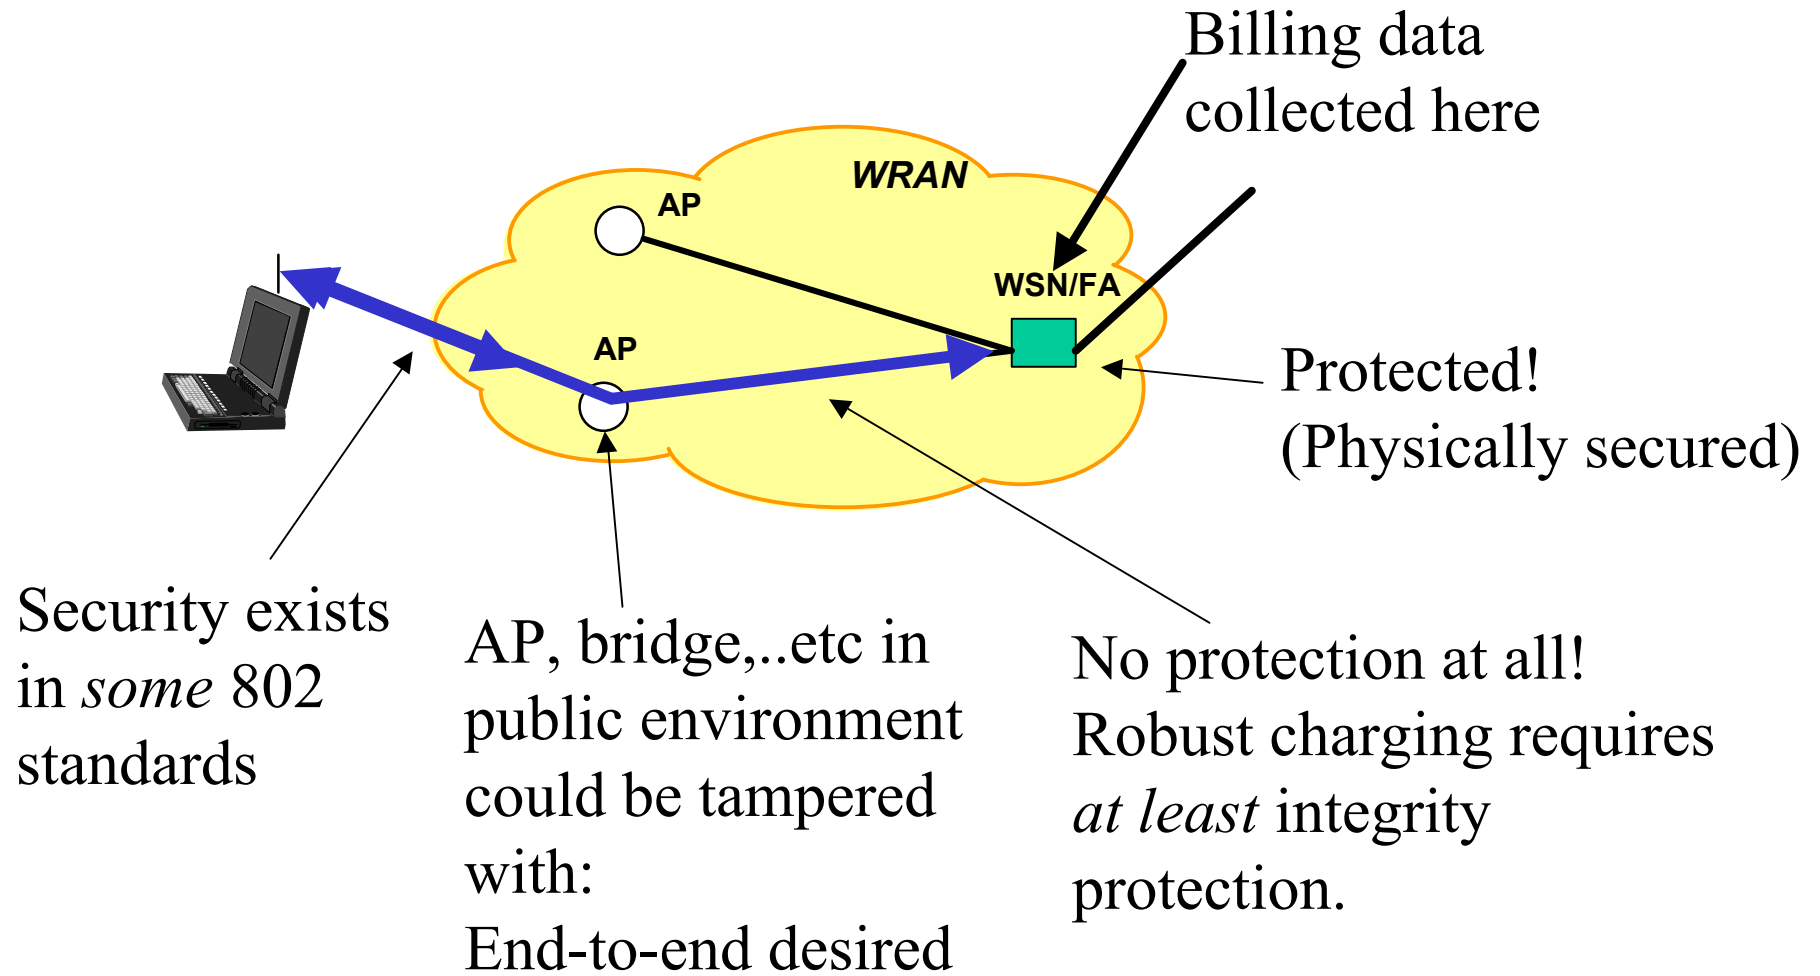 Billing data
collected here
WRAN
AP
WSN/FA
AP
Protected!
(Physically secured)
Security exists
in some 802
standards
AP, bridge,..etc in
public environment
could be tampered
with:
End-to-end desired
No protection at all!
Robust charging requires
at least integrity
protection.